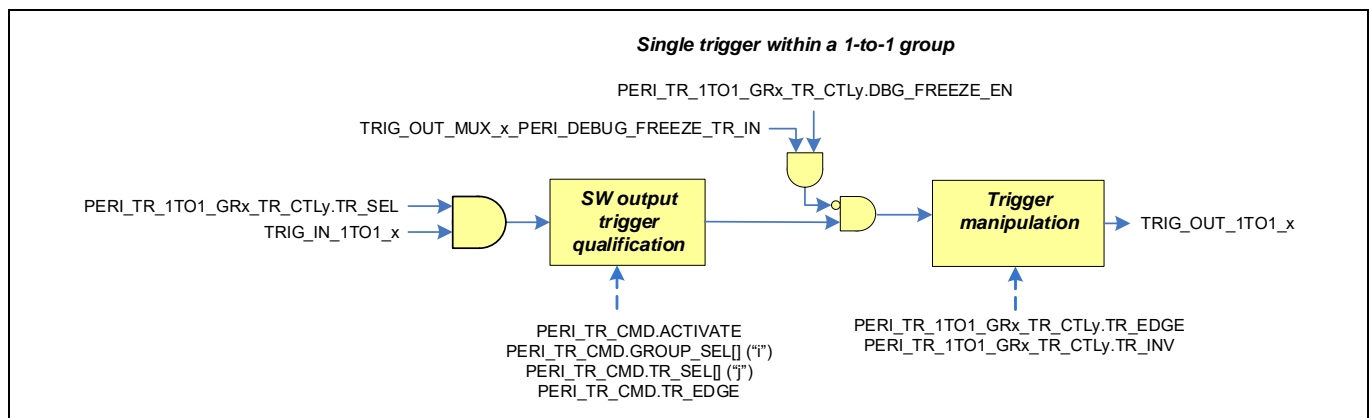 Single trigger within a 1-to-1 group
PERI_TR_1TO1_GRx_TR_CTLy.DBG_FREEZE_EN
TRIG_OUT_MUX_x_PERI_DEBUG_FREEZE_TR_IN
PERI_TR_1TO1_GRx_TR_CTLy.TR_SEL
TRIG_IN_1TO1_x
SW output
trigger
qualification
Trigger
manipulation
TRIG_OUT_1TO1_x
PERI_TR_CMD.ACTIVATE
PERI_TR_CMD.GROUP_SEL[] (“i”)
PERI_TR_CMD.TR_SEL[] (“j”)
PERI_TR_CMD.TR_EDGE
PERI_TR_1TO1_GRx_TR_CTLy.TR_EDGE
PERI_TR_1TO1_GRx_TR_CTLy.TR_INV